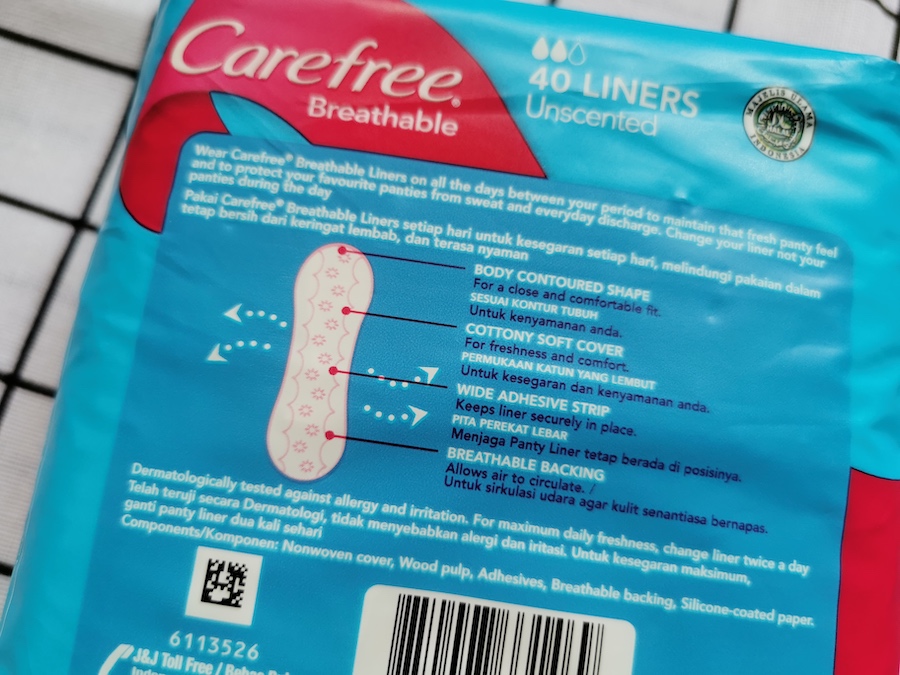 Carefree®
Breathable
40 LINERS
Unscented
MAJELIS ULAMA
INDONESIA
Wear Carefree® Breathable Liners on all the days between your period to maintain that fresh panty feel
and to protect your favourite panties from sweat and everyday discharge. Change your liner not your
panties during the day
Pakai Carefree® Breathable Liners setiap hari untuk kesegaran setiap hari, melindungi pakaian dalam
tetap bersih dari keringat lembab, dan terasa nyaman
BODY CONTOURED SHAPE
For a close and comfortable fit.
SESUAI KONTUR TUBUH
Untuk kenyamanan anda.
COTTONY SOFT COVER
For freshness and comfort.
PERMUKAAN KATUN YANG LEMBUT
Untuk kesegaran dan kenyamanan anda.
WIDE ADHESIVE STRIP
Keeps liner securely in place.
PITA PEREKAT LEBAR
Menjaga Panty Liner tetap berada di posisinya.
BREATHABLE BACKING
Allows air to circulate. /
Untuk sirkulasi udara agar kulit senantiasa bernapas.
Dermatologically tested against allergy and irritation. For maximum daily freshness, change liner twice a day
Telah teruji secara Dermatologi, tidak menyebabkan alergi dan iritasi. Untuk kesegaran maksimum,
ganti panty liner dua kali sehari
Components/Komponen: Nonwoven cover, Wood pulp, Adhesives, Breathable backing, Silicone-coated paper.
6113526
J&J Toll Free / Bebas